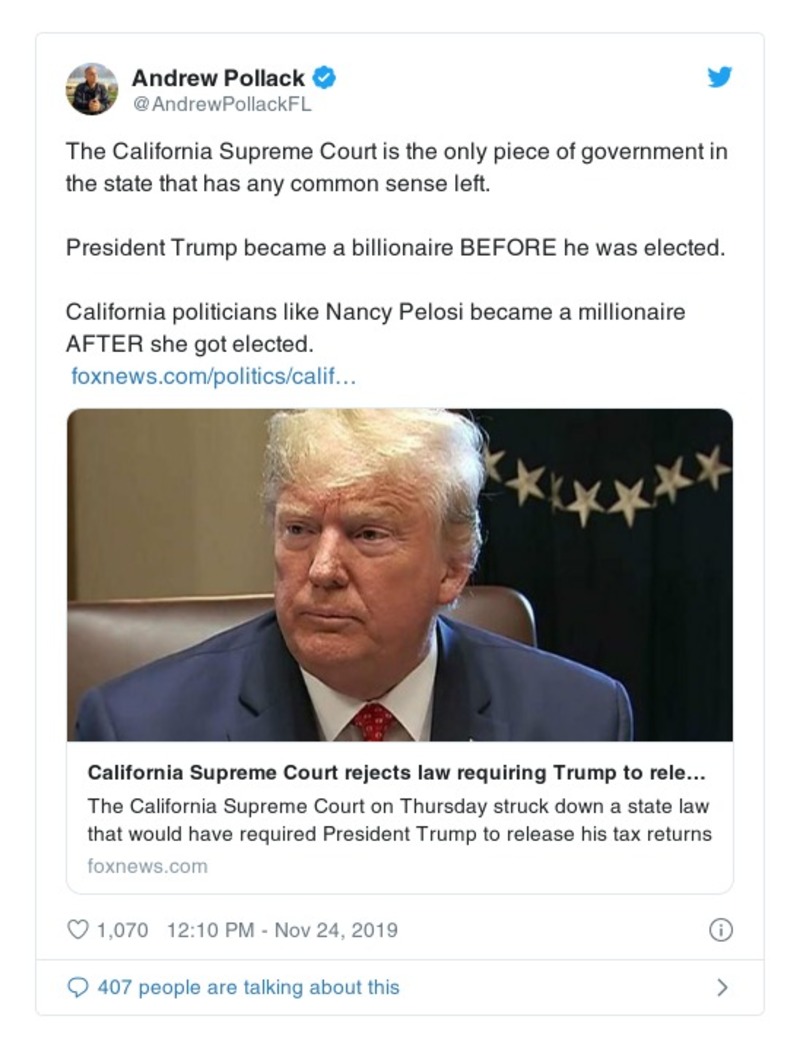 Andrew Pollack
@AndrewPollackFL
The California Supreme Court is the only piece of government in
the state that has any common sense left.
President Trump became a billionaire BEFORE he was elected.
California politicians like Nancy Pelosi became a millionaire
AFTER she got elected.
foxnews.com/politics/calif…
California Supreme Court rejects law requiring Trump to rele…
The California Supreme Court on Thursday struck down a state law
that would have required President Trump to release his tax returns
foxnews.com
1,070 12:10 PM - Nov 24, 2019
407 people are talking about this